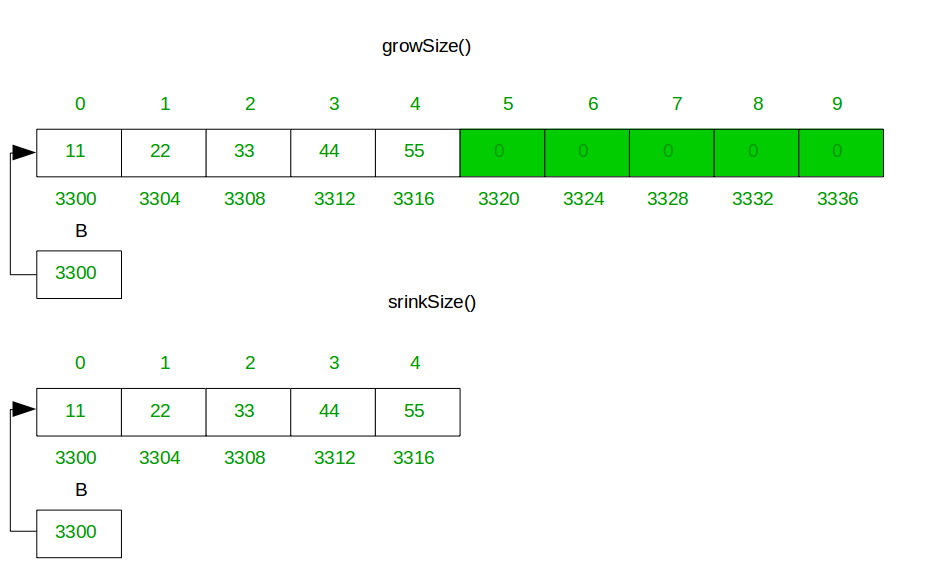 growSize()
0 1 2 3 4 5 6 7 8 9
11 22 33 44 55 0 0 0 0 0
3300 3304 3308 3312 3316 3320 3324 3328 3332 3336
B
3300
srinkSize()
0 1 2 3 4
11 22 33 44 55
3300 3304 3308 3312 3316
B
3300